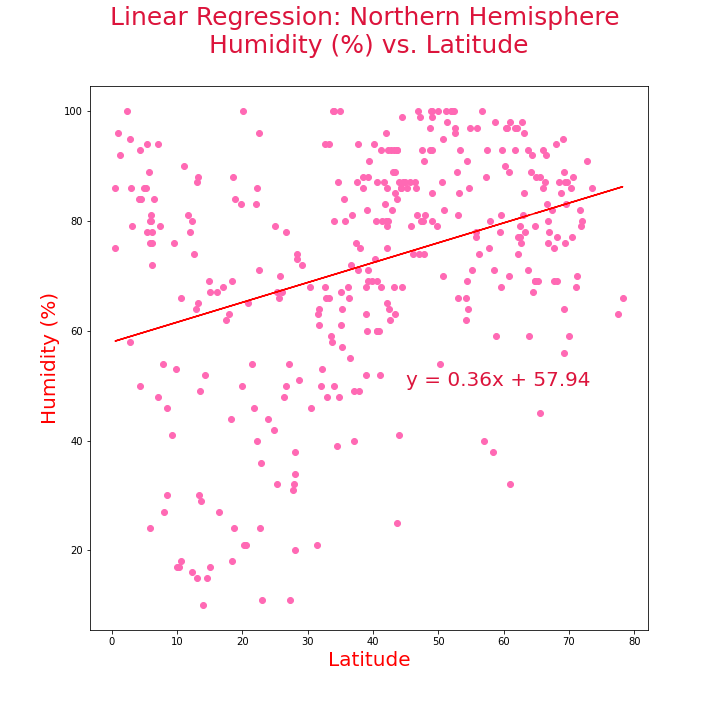 Linear Regression: Northern Hemisphere
Humidity (%) vs. Latitude
100
80
60
40
20
Humidity (%)
y = 0.36x + 57.94
0 10 20 30 40 50 60 70 80
Latitude